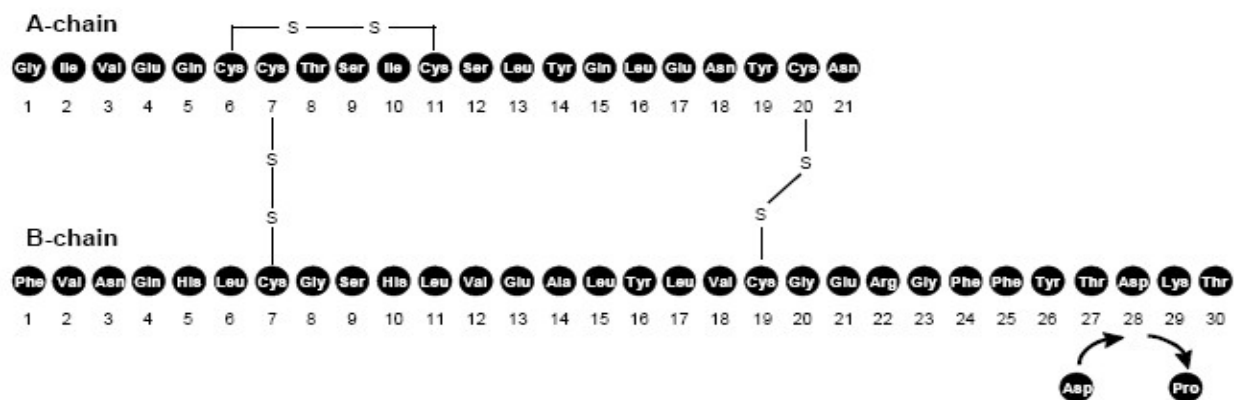 A-chain
S S
Gly Ile Val Glu Gln Cys Cys Thr Ser Ile Cys Ser Leu Tyr Gln Leu Glu Asn Tyr Cys Asn
1 2 3 4 5 6 7 8 9 10 11 12 13 14 15 16 17 18 19 20 21
S S
S S
B-chain
Phe Val Asn Gln His Leu Cys Gly Ser His Leu Val Glu Ala Leu Tyr Leu Val Cys Gly Glu Arg Gly Phe Phe Tyr Thr Asp Lys Thr
1 2 3 4 5 6 7 8 9 10 11 12 13 14 15 16 17 18 19 20 21 22 23 24 25 26 27 28 29 30
Asp Pro